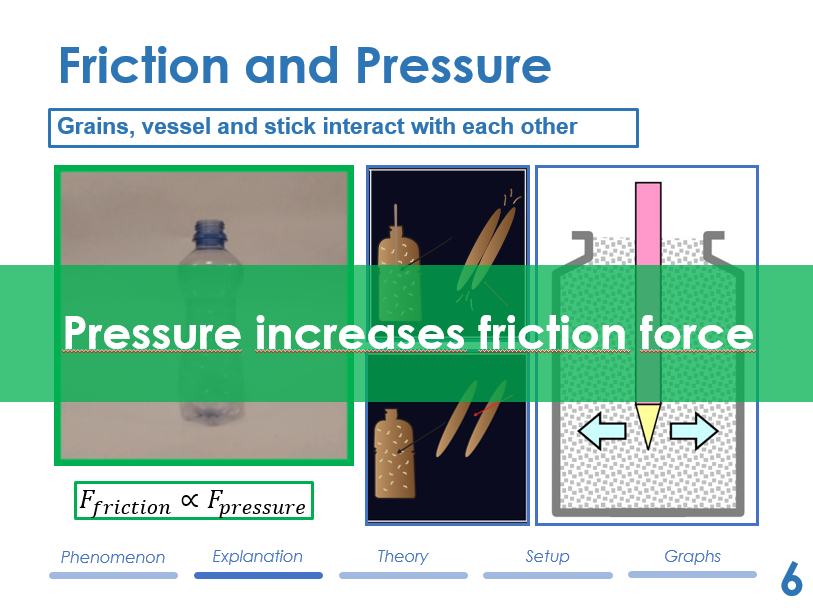 Friction and Pressure
Grains, vessel and stick interact with each other
Pressure increases friction force
F_friction ∝ F_pressure
Phenomenon
Explanation
Theory
Setup
Graphs
6